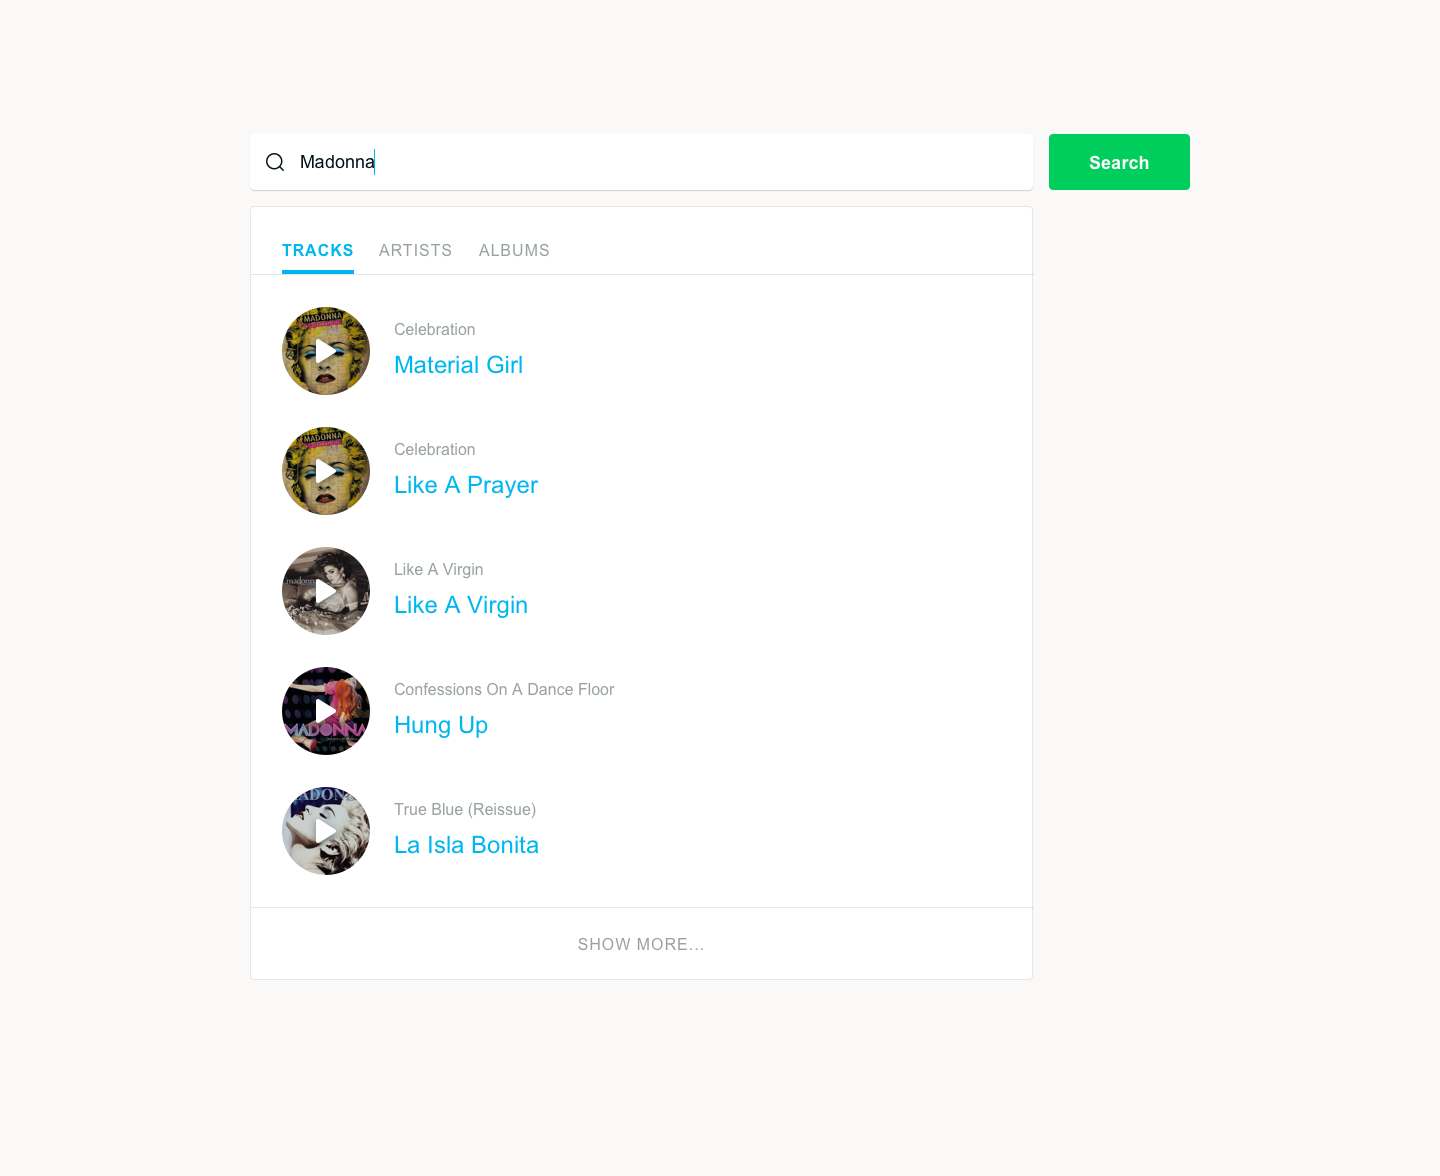 Madonna
Search
TRACKS ARTISTS ALBUMS
MADONNA
Celebration
Material Girl
MADONNA
Celebration
Like A Prayer
madonna
Like A Virgin
Like A Virgin
MADONNA
Confessions On A Dance Floor
Hung Up
True Blue (Reissue)
La Isla Bonita
SHOW MORE...